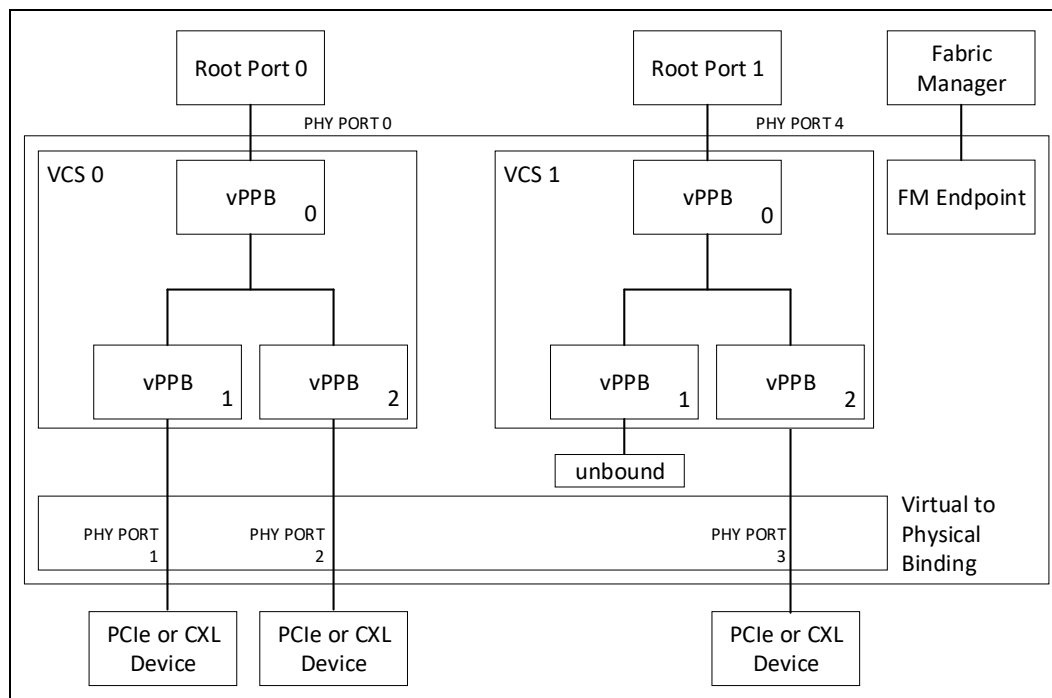 Root Port 0
Root Port 1
Fabric
Manager
PHY PORT 0
PHY PORT 4
VCS 0
vPPB
0
VCS 1
vPPB
0
FM Endpoint
vPPB
1
vPPB
2
vPPB
1
vPPB
2
unbound
PHY PORT
1
PHY PORT
2
PHY PORT
3
Virtual to
Physical
Binding
PCIe or CXL
Device
PCIe or CXL
Device
PCIe or CXL
Device